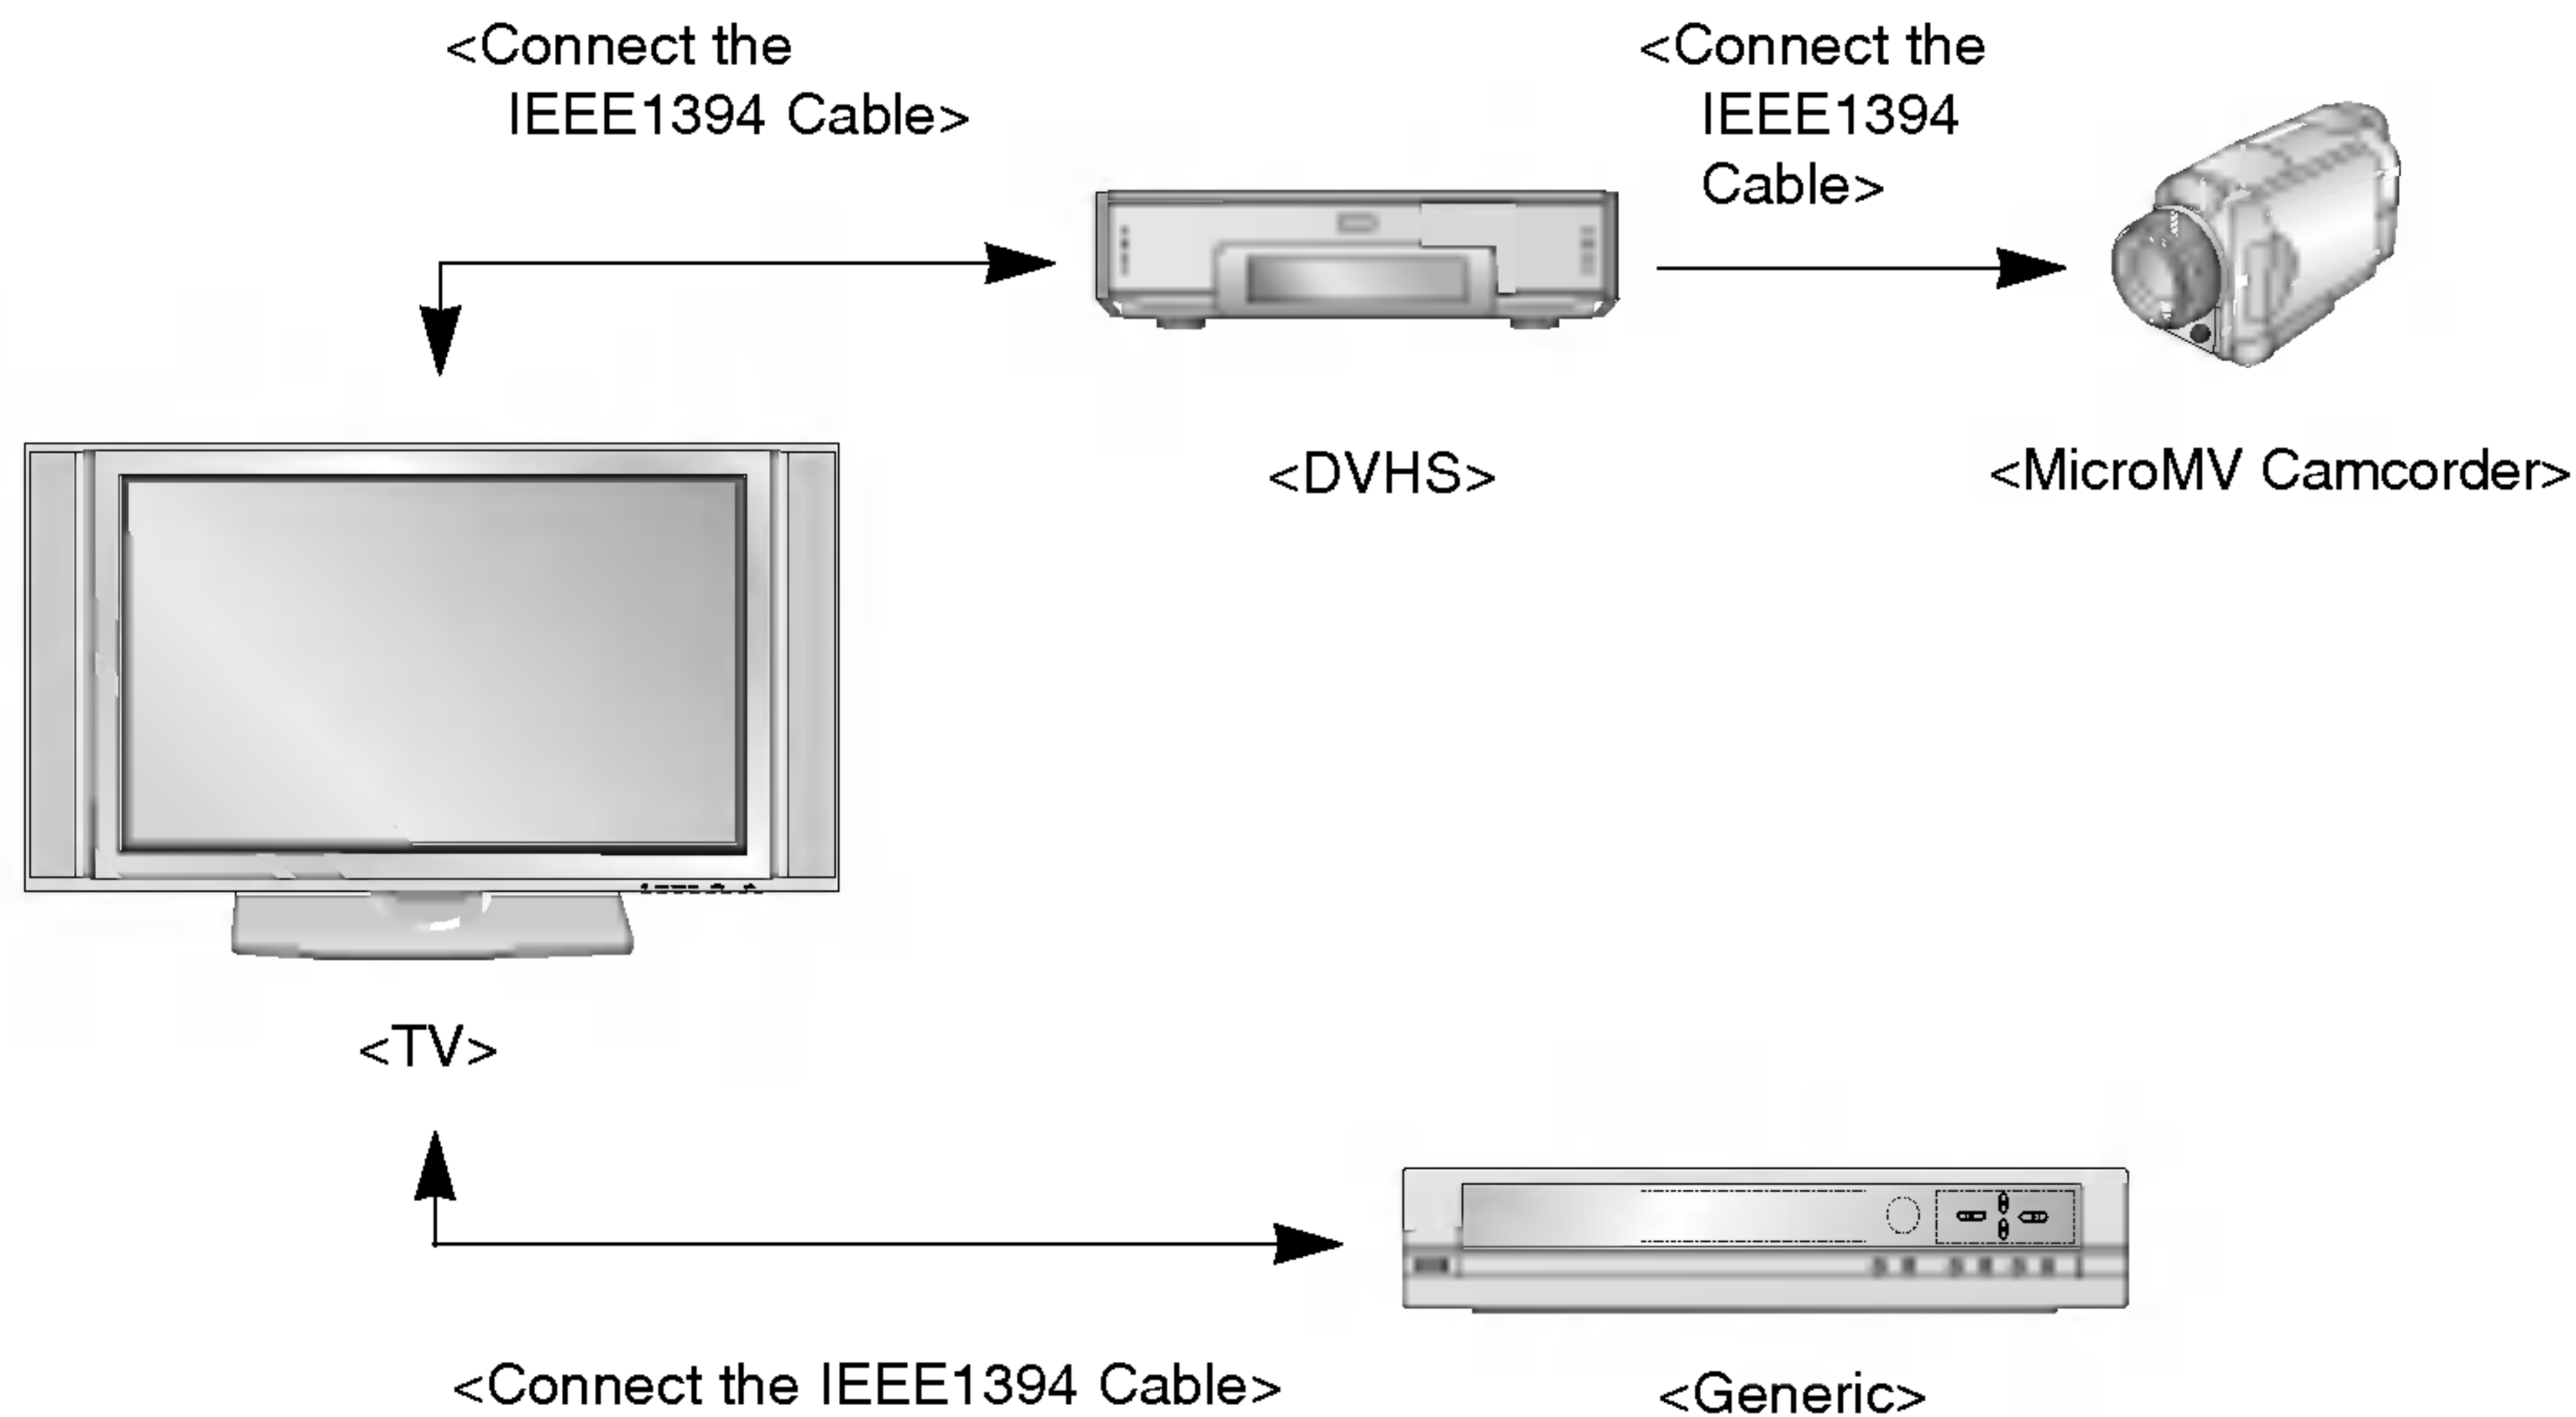 <Connect the
IEEE1394 Cable>
<Connect the
IEEE1394
Cable>
<DVHS>
<MicroMV Camcorder>
<TV>
<Connect the IEEE1394 Cable>
<Generic>